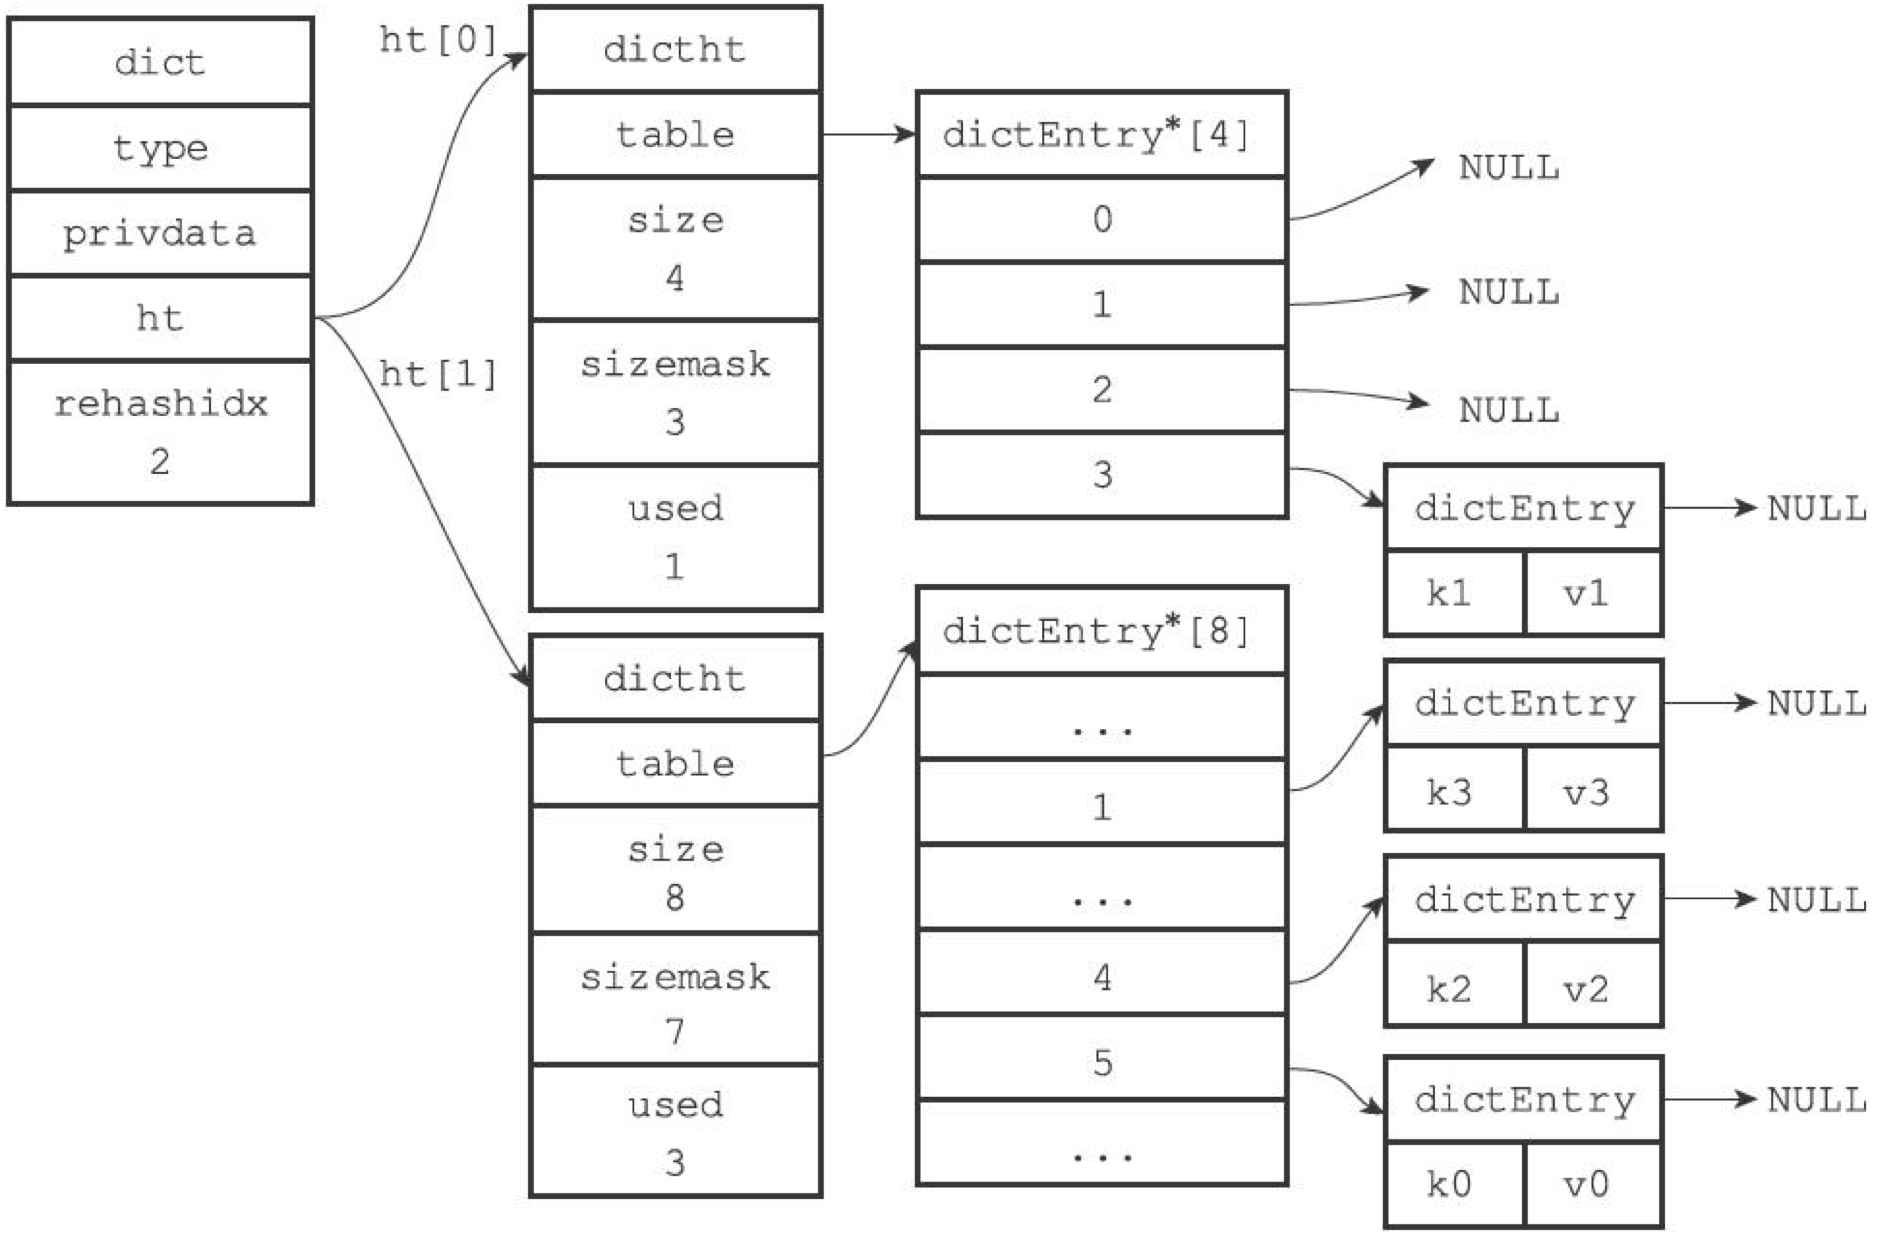 dict
type
privdata
ht
rehashidx
2
ht[0]
ht[1]
dictht
table
size
4
sizemask
3
used
1
dictht
table
size
8
sizemask
7
used
3
dictEntry*[4]
0
1
2
3
NULL
NULL
NULL
dictEntry
k1 v1
NULL
dictEntry*[8]
...
1
...
4
5
...
dictEntry
k3 v3
NULL
dictEntry
k2 v2
NULL
dictEntry
k0 v0
NULL